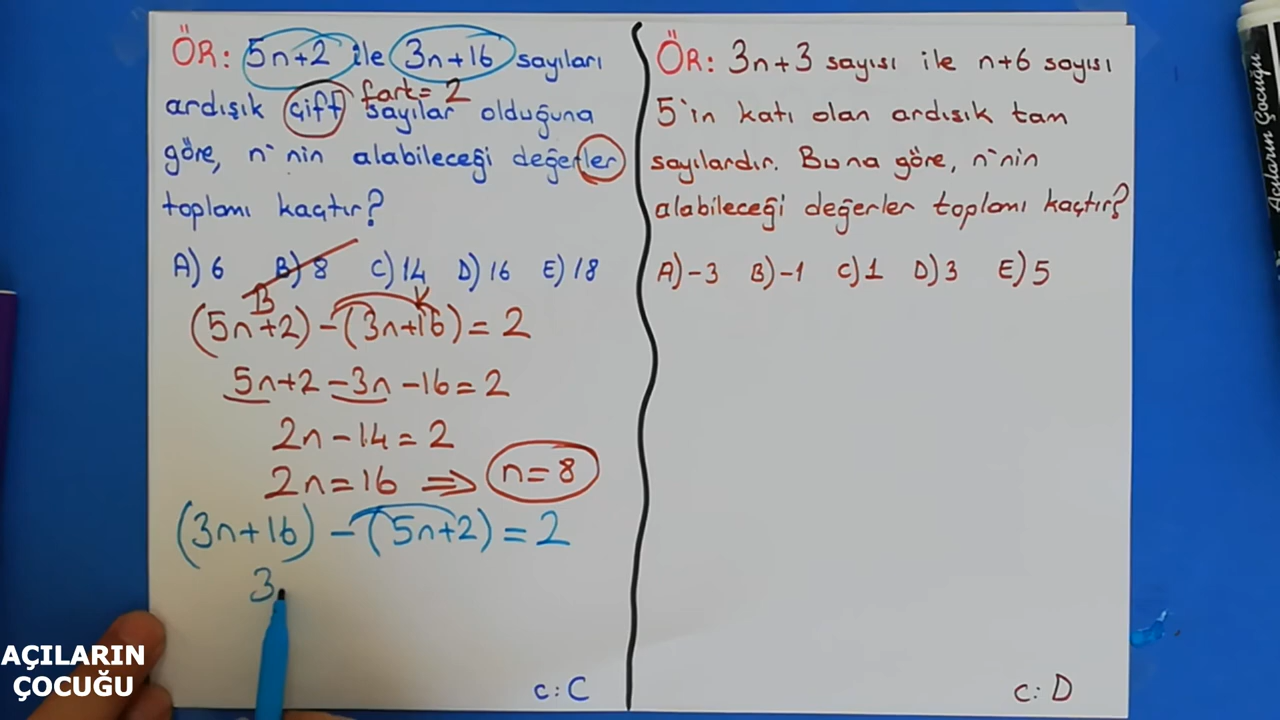 ÖR: 5n+2 ile 3n+16 sayıları
fark=2
ardışık çift sayılar olduğuna
göre, n'nin alabileceği değerler
toplamı kaçtır?
A) 6 B) 8 C) 14 D) 16 E) 18
B K
(5n+2) - (3n+16) = 2
5n+2 -3n -16 = 2
2n - 14 = 2
2n = 16 ⇒ n=8
(3n+16) - (5n+2) = 2
3
c: C
ÖR: 3n+3 sayısı ile n+6 sayısı
5'in katı olan ardışık tam
sayılardır. Buna göre, n'nin
alabileceği değerler toplamı kaçtır?
A) -3 B) -1 C) 1 D) 3 E) 5
c: D
Açıların Çocuğu
AÇILARIN
ÇOCUĞU